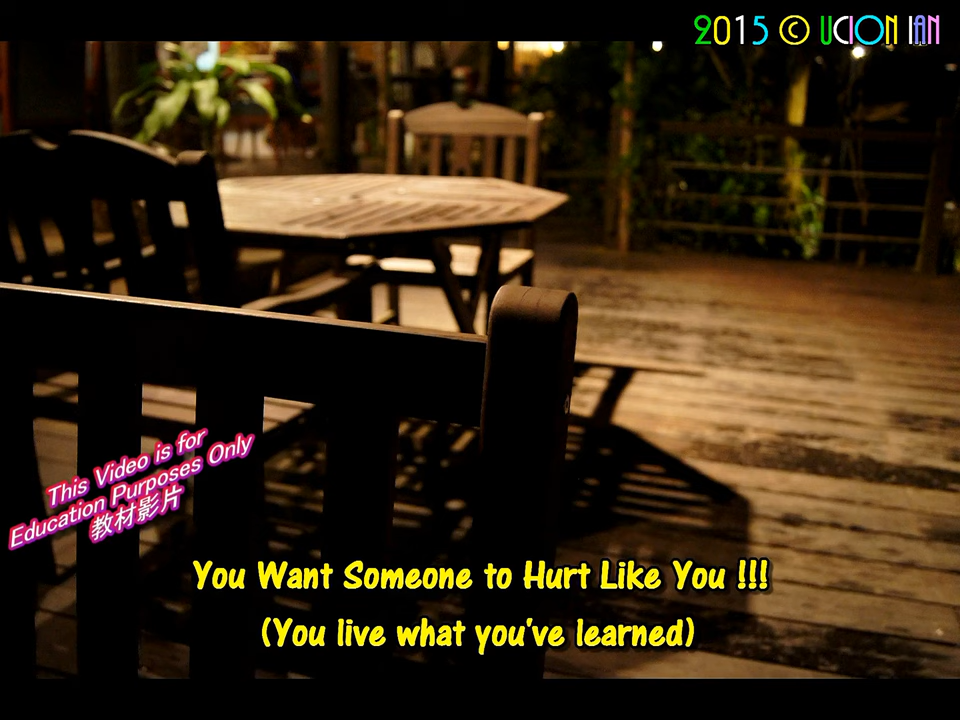 2015 © UCION IAN
This Video is for
Education Purposes Only
教材影片
You Want Someone to Hurt Like You !!!
(You live what you've learned)